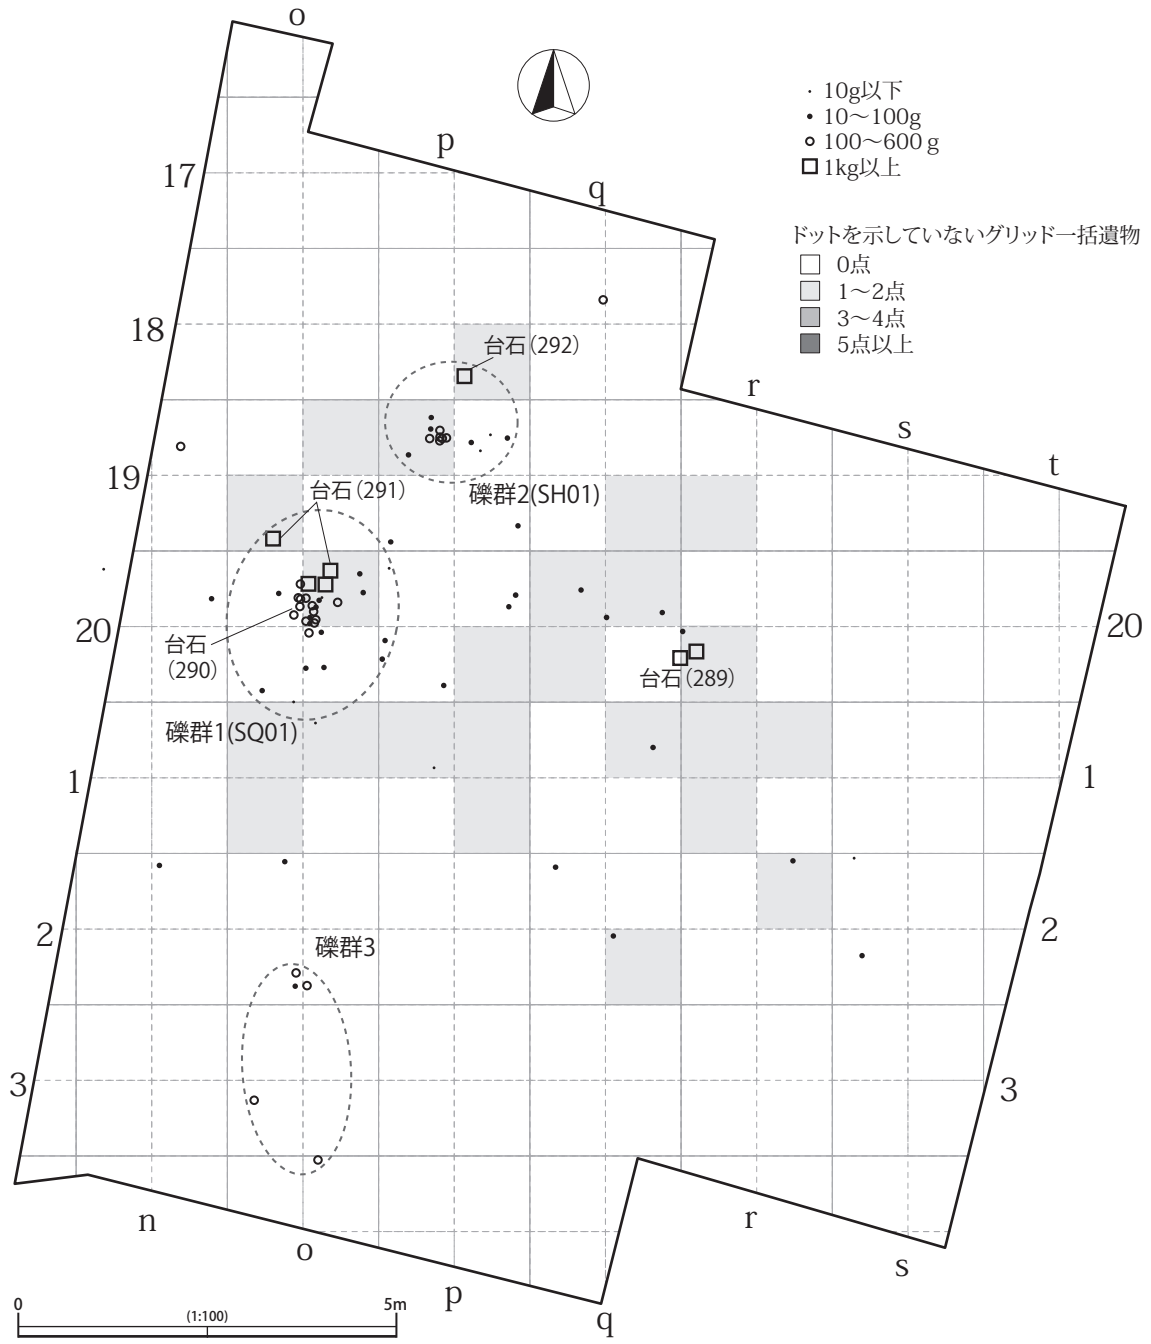 o
p
q
r
s
t
10g以下
10～100g
100～600g
1kg以上
ドットを示していないグリッド一括遺物
0点
1～2点
3～4点
5点以上
17
18
19
20
1
2
3
20
1
2
3
台石(292)
礫群2(SH01)
台石(291)
台石
(290)
礫群1(SQ01)
台石(289)
礫群3
n
o
p
q
r
s
0
(1:100)
5m